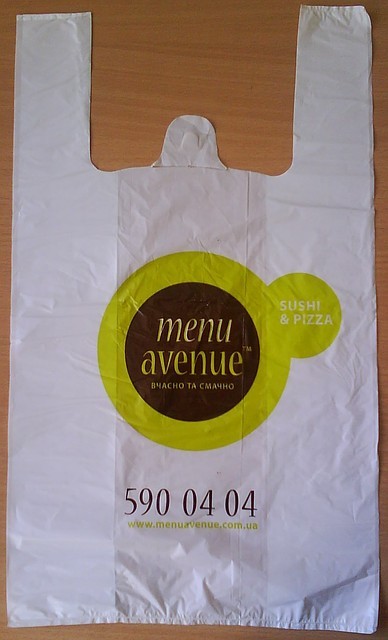 menu
avenue™
ВЧАСНО ТА СМАЧНО
SUSHI
& PIZZA
590 04 04
www.menuavenue.com.ua